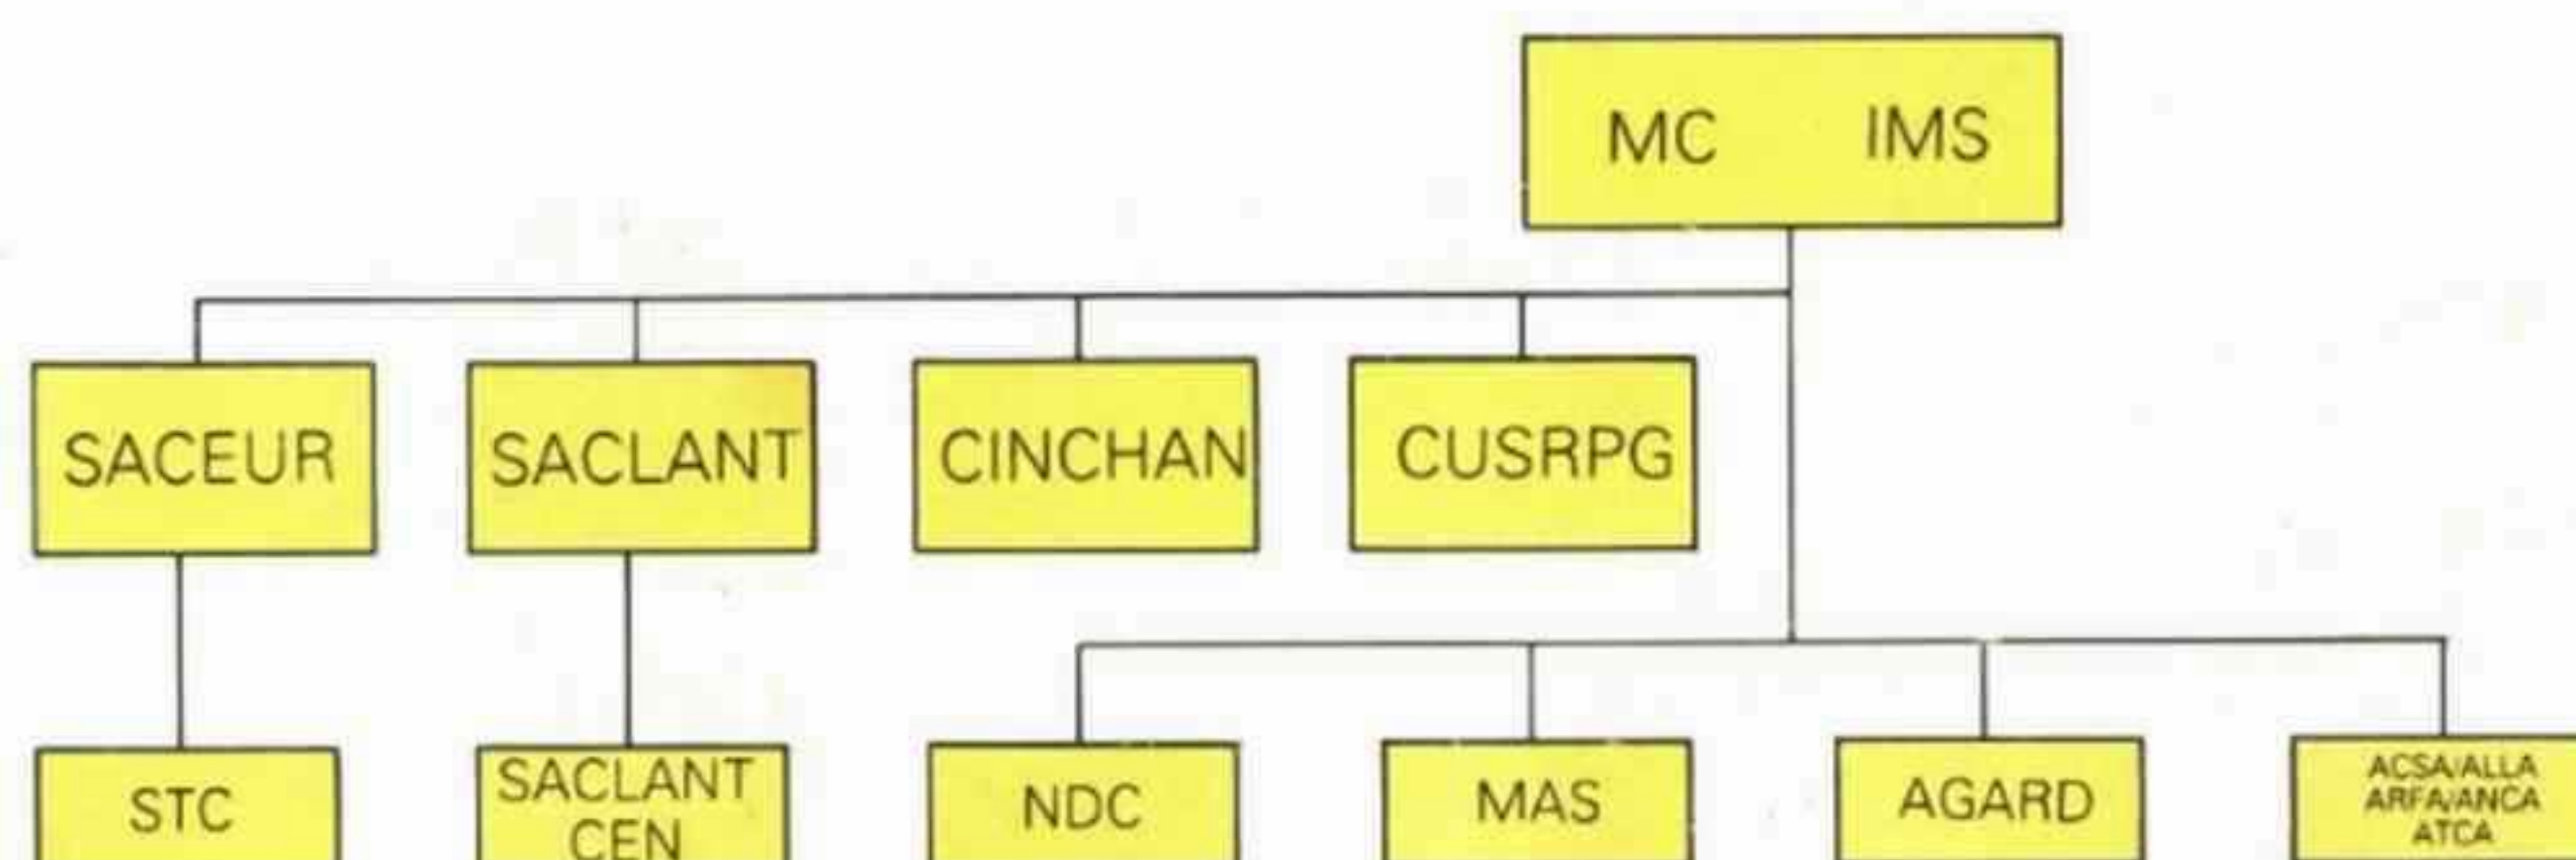 MC IMS
SACEUR
SACLANT
CINCHAN
CUSRPG
STC
SACLANT
CEN
NDC
MAS
AGARD
ACSA/ALLA
ARFA/ANCA
ATCA